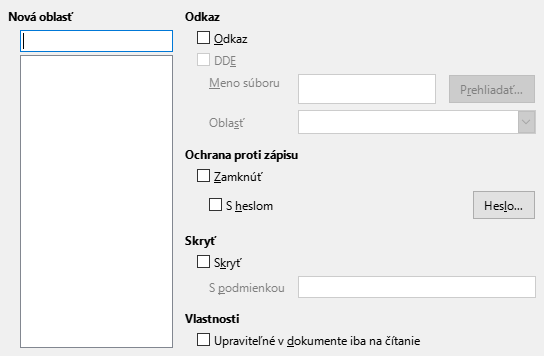 Nová oblasť
Odkaz
Odkaz
DDE
Meno súboru
Prehliadať...
Oblasť
Ochrana proti zápisu
Zamknúť
S heslom
Heslo...
Skryť
Skryť
S podmienkou
Vlastnosti
Upraviteľné v dokumente iba na čítanie